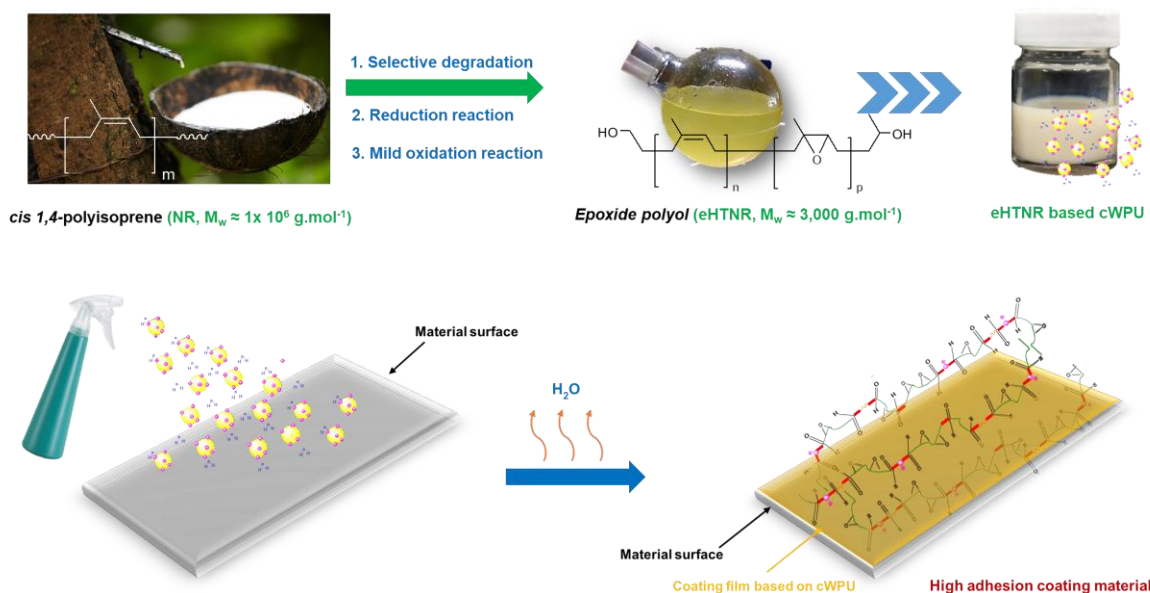 1. Selective degradation
2. Reduction reaction
3. Mild oxidation reaction
m
HO
O
OH
n
p
cis 1,4-polyisoprene (NR, Mw ≈ 1x 10⁶ g.mol⁻¹)
Epoxide polyol (eHTNR, Mw ≈ 3,000 g.mol⁻¹)
eHTNR based cWPU
Material surface
H₂O
Material surface
Coating film based on cWPU
High adhesion coating material